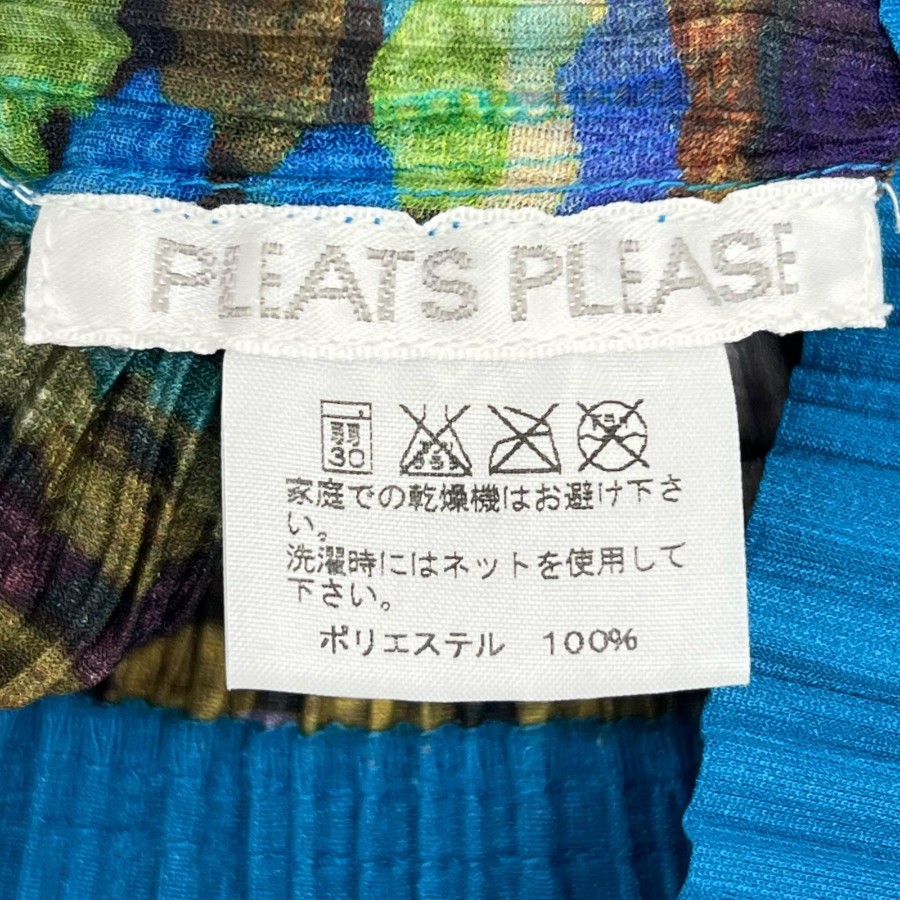 PLEATS PLEASE
弱
30
家庭での乾燥機はお避け下さ
い。
洗濯時にはネットを使用して
下さい。
ポリエステル 100%